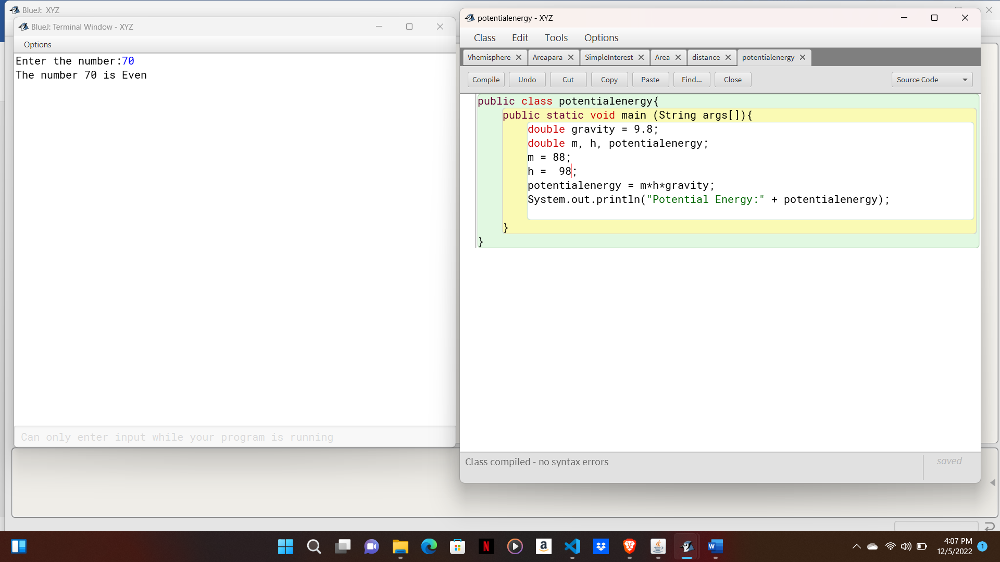 BlueJ:  XYZ
BlueJ: Terminal Window - XYZ
Options
Enter the number:70
The number 70 is Even
Can only enter input while your program is running
potentialenergy - XYZ
Class Edit Tools Options
Vhemisphere Areapara SimpleInterest Area distance potentialenergy
Compile Undo Cut Copy Paste Find... Close Source Code
public class potentialenergy{
    public static void main (String args[]){
        double gravity = 9.8;
        double m, h, potentialenergy;
        m = 88;
        h =  98;
        potentialenergy = m*h*gravity;
        System.out.println("Potential Energy:" + potentialenergy);
    }
}
Class compiled - no syntax errors
saved
4:07 PM
12/5/2022
1